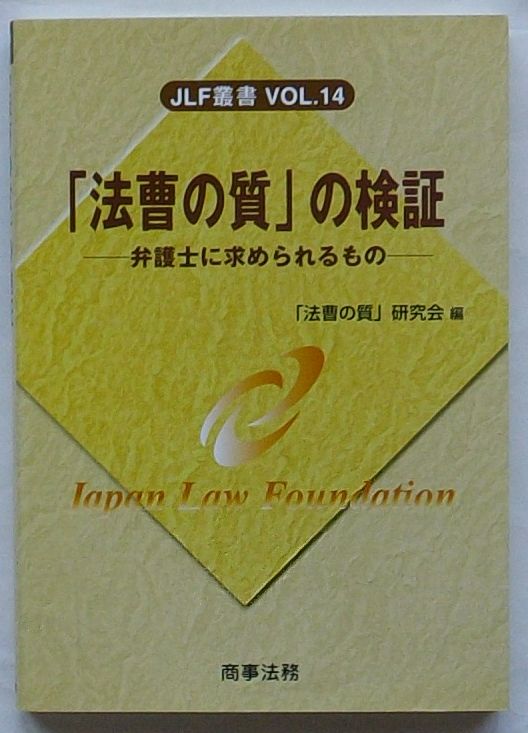 JLF叢書 VOL.14
「法曹の質」の検証
──弁護士に求められるもの──
「法曹の質」研究会 編
Japan Law Foundation
商事法務